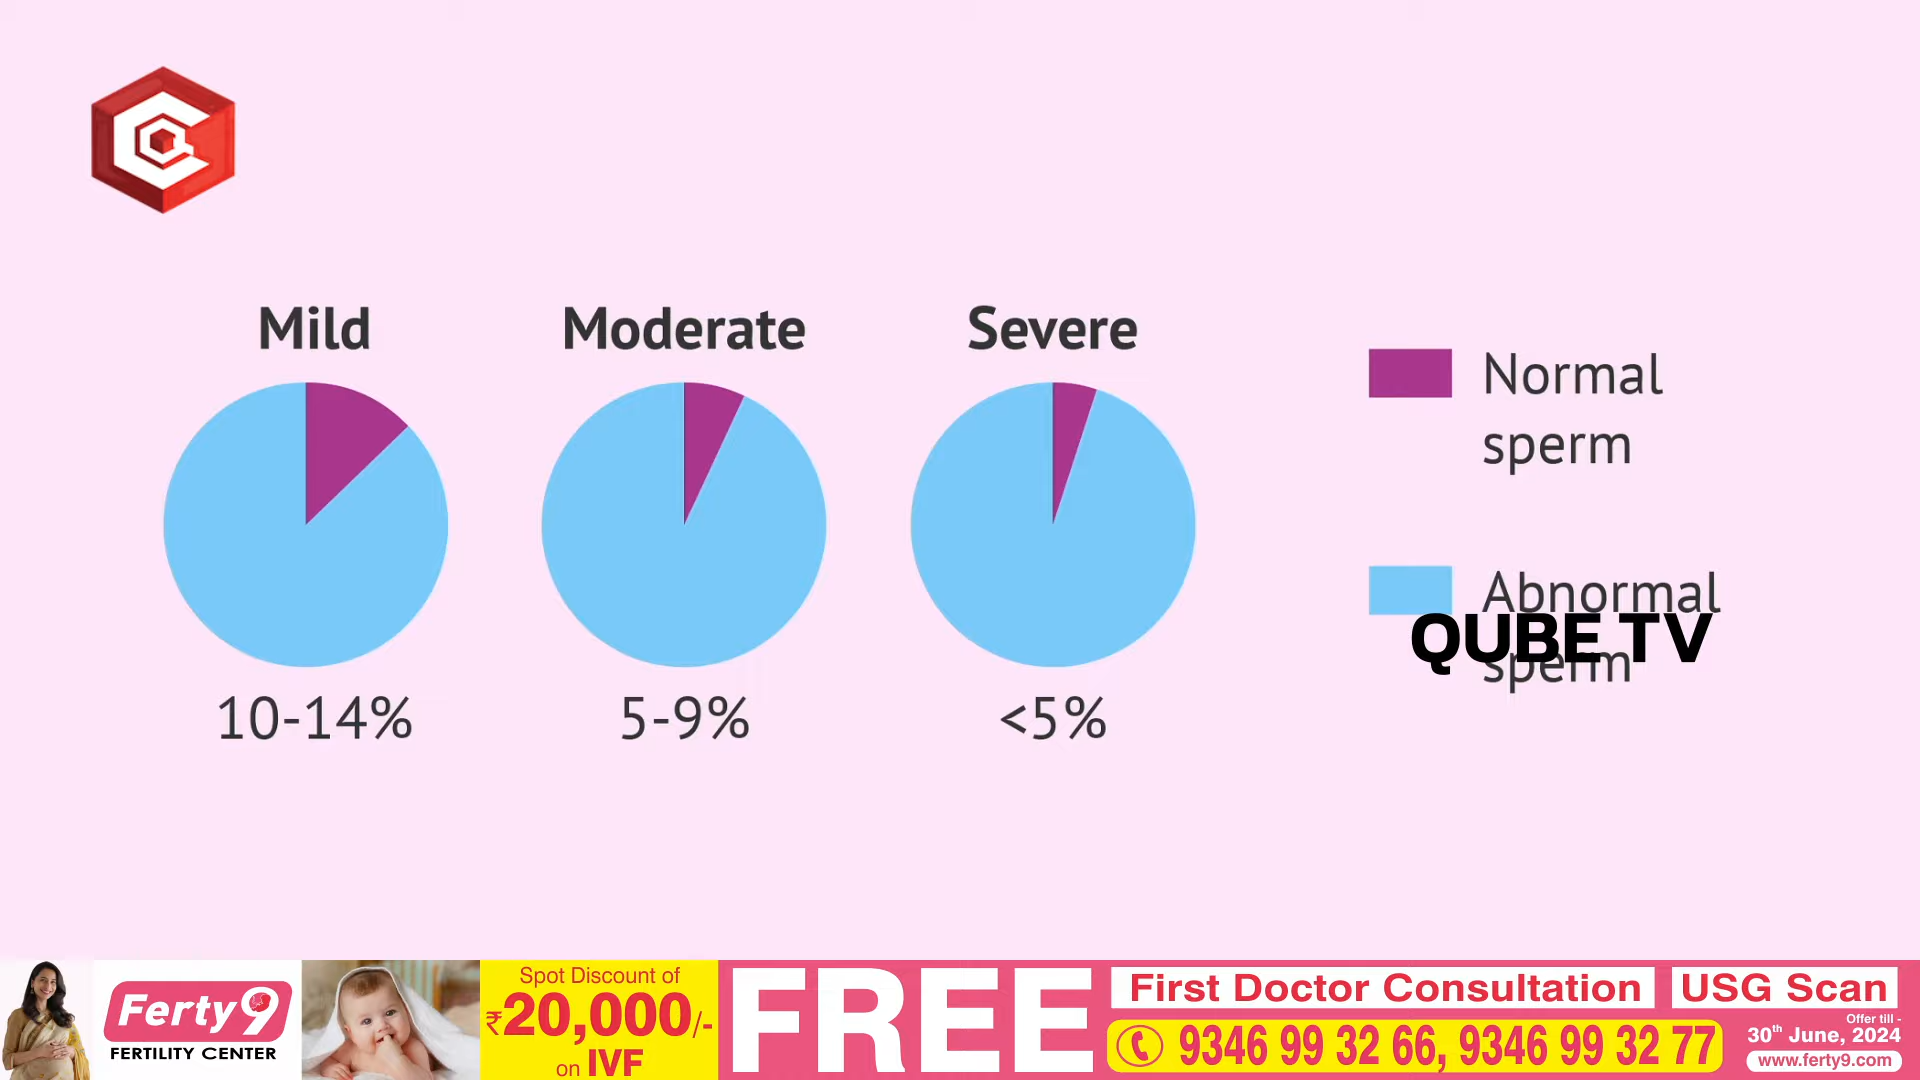 Mild
Moderate
Severe
10-14%
5-9%
<5%
Normal
sperm
Abnormal
sperm
QUBE TV
Ferty9
FERTILITY CENTER
Spot Discount of
₹20,000/-
on IVF
FREE
First Doctor Consultation
USG Scan
9346 99 32 66, 9346 99 32 77
Offer till -
30th June, 2024
www.ferty9.com